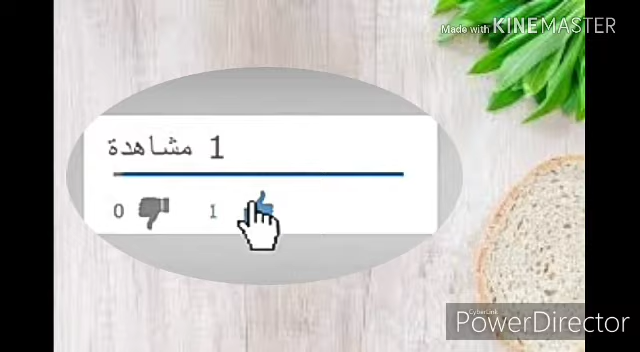 Made with KINEMASTER
1 مشاهدة
0 1
CyberLink
PowerDirector